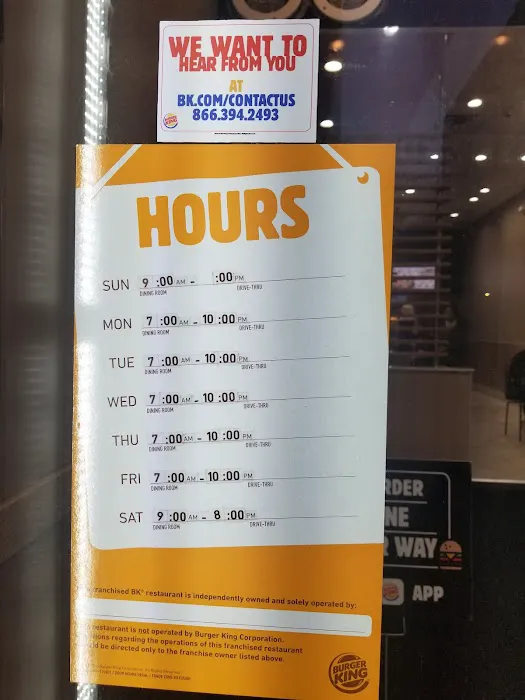 WE WANT TO
HEAR FROM YOU
AT
BK.COM/CONTACTUS
866.394.2493
BURGER KING
HOURS
SUN 9 :00 AM - :00 PM
DINING ROOM DRIVE-THRU
MON 7 :00 AM - 10 :00 PM
DINING ROOM DRIVE-THRU
TUE 7 :00 AM - 10 :00 PM
DINING ROOM DRIVE-THRU
WED 7 :00 AM - 10 :00 PM
DINING ROOM DRIVE-THRU
THU 7 :00 AM - 10 :00 PM
DINING ROOM DRIVE-THRU
FRI 7 :00 AM - 10 :00 PM
DINING ROOM DRIVE-THRU
SAT 9 :00 AM - 8 :00 PM
DINING ROOM DRIVE-THRU
franchised BK® restaurant is independently owned and solely operated by:
restaurant is not operated by Burger King Corporation.
regarding the operations of this franchised restaurant
be directed only to the franchise owner listed above.
BURGER
KING
RDER
NE
R WAY
APP